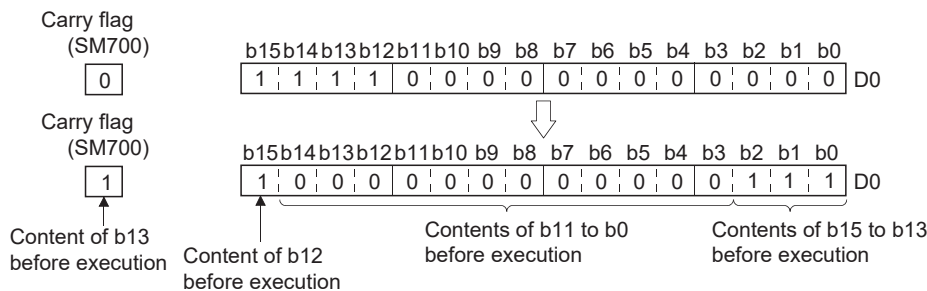 Carry flag
(SM700)
b15 b14 b13 b12 b11 b10 b9 b8 b7 b6 b5 b4 b3 b2 b1 b0
0 1 1 1 1 0 0 0 0 0 0 0 0 0 0 0 0 D0
Carry flag
(SM700)
b15 b14 b13 b12 b11 b10 b9 b8 b7 b6 b5 b4 b3 b2 b1 b0
1 1 0 0 0 0 0 0 0 0 0 0 0 0 1 1 1 D0
Content of b13
before execution
Content of b12
before execution
Contents of b11 to b0
before execution
Contents of b15 to b13
before execution